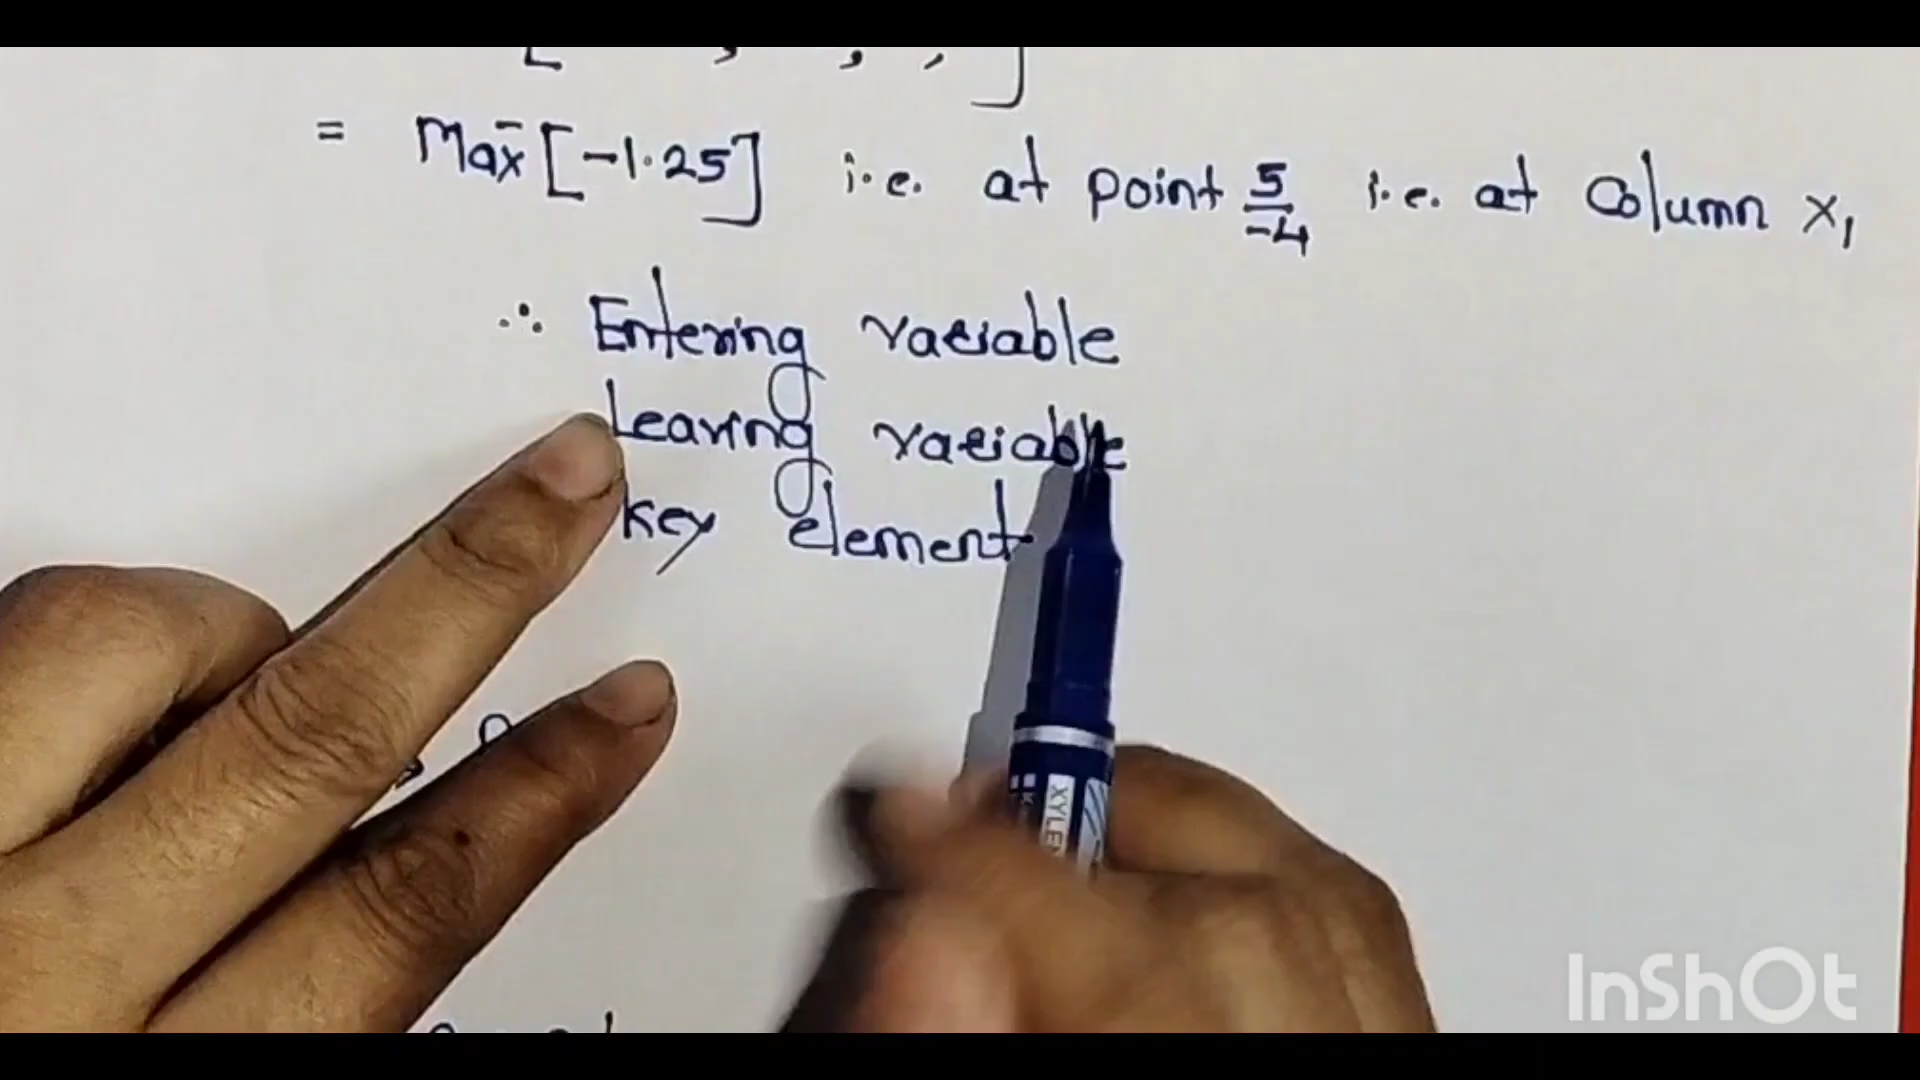 = Max [-1.25] i.e. at point 5/-4 i.e. at Column x₁
∴ Entering variable
Leaving variable
key element
InShOt